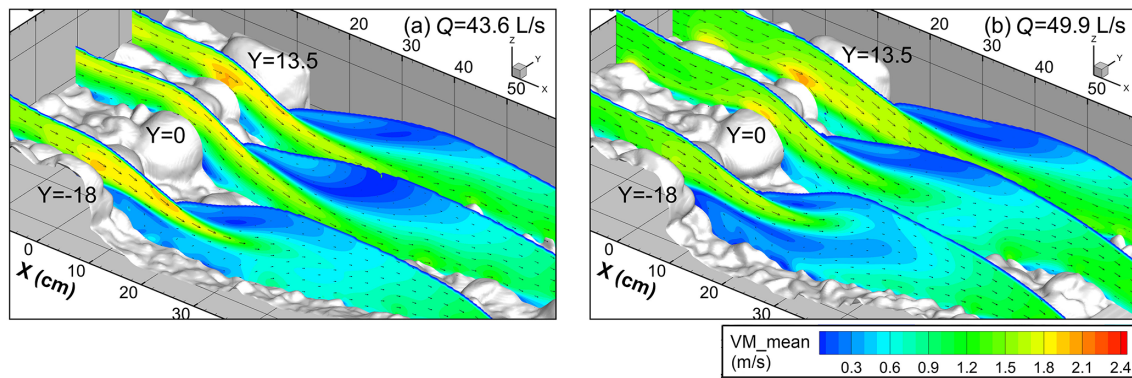 (a) Q=43.6 L/s
20
30
40
50
z
Y
X
Y=13.5
Y=0
Y=-18
0
10
20
30
X (cm)
(b) Q=49.9 L/s
20
30
40
50
z
Y
X
Y=13.5
Y=0
Y=-18
0
10
20
30
X (cm)
VM_mean
(m/s)
0.3 0.6 0.9 1.2 1.5 1.8 2.1 2.4